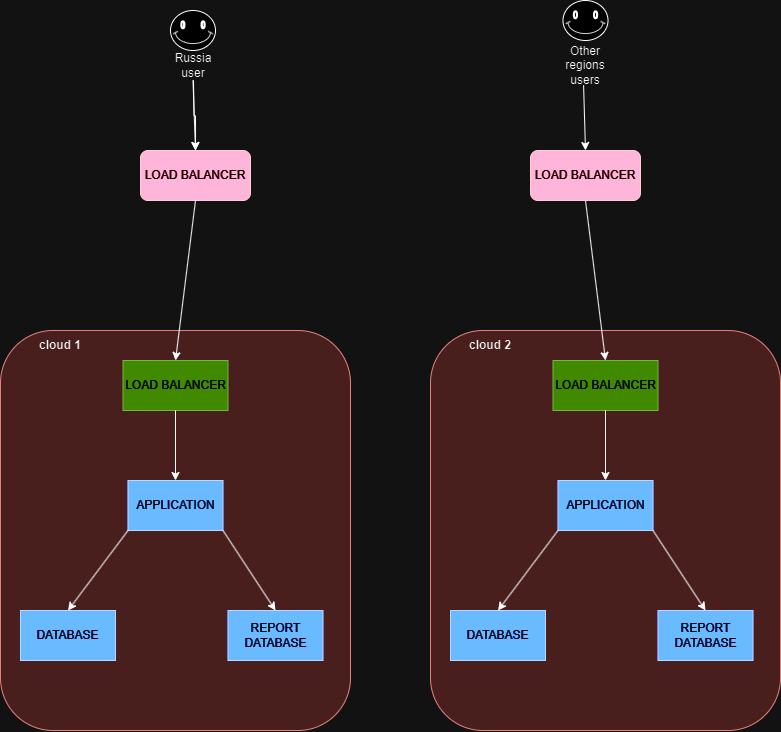 Russia
user
Other
regions
users
LOAD BALANCER
LOAD BALANCER
cloud 1
cloud 2
LOAD BALANCER
LOAD BALANCER
APPLICATION
APPLICATION
DATABASE
REPORT
DATABASE
DATABASE
REPORT
DATABASE